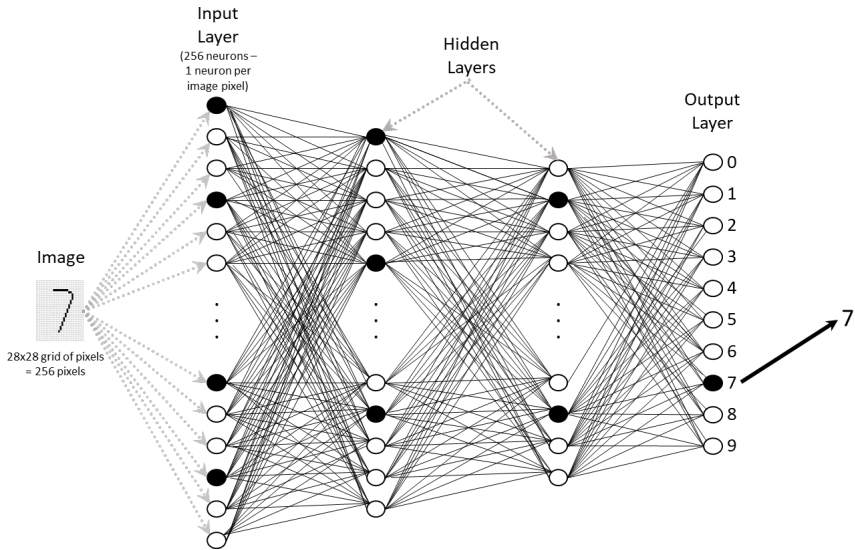 Input
Layer
(256 neurons –
1 neuron per
image pixel)
Hidden
Layers
Output
Layer
0
1
2
3
4
5
6
7
8
9
7
Image
7
28x28 grid of pixels
= 256 pixels